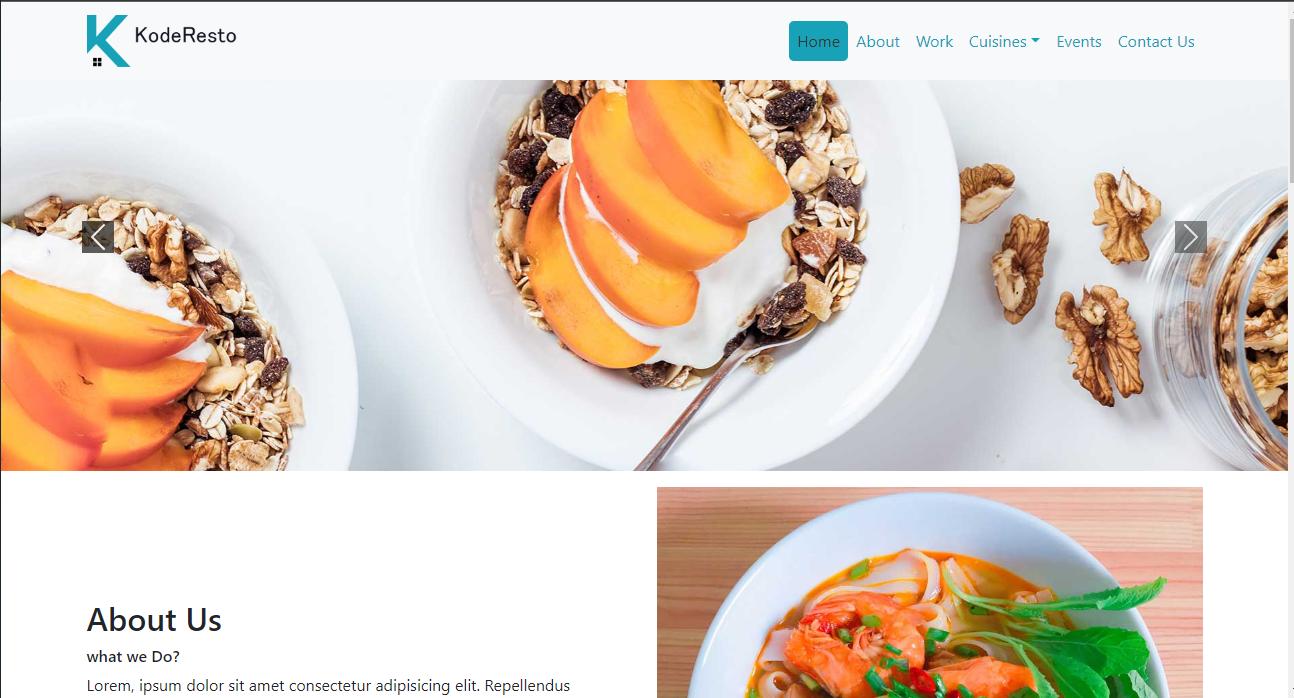 KodeResto
Home About Work Cuisines Events Contact Us
About Us
what we Do?
Lorem, ipsum dolor sit amet consectetur adipisicing elit. Repellendus